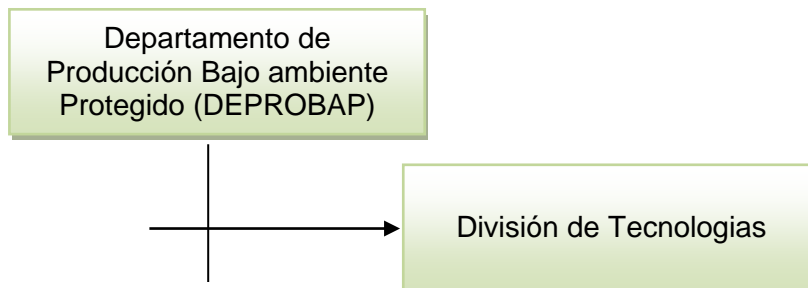 Departamento de
Producción Bajo ambiente
Protegido (DEPROBAP)
División de Tecnologias